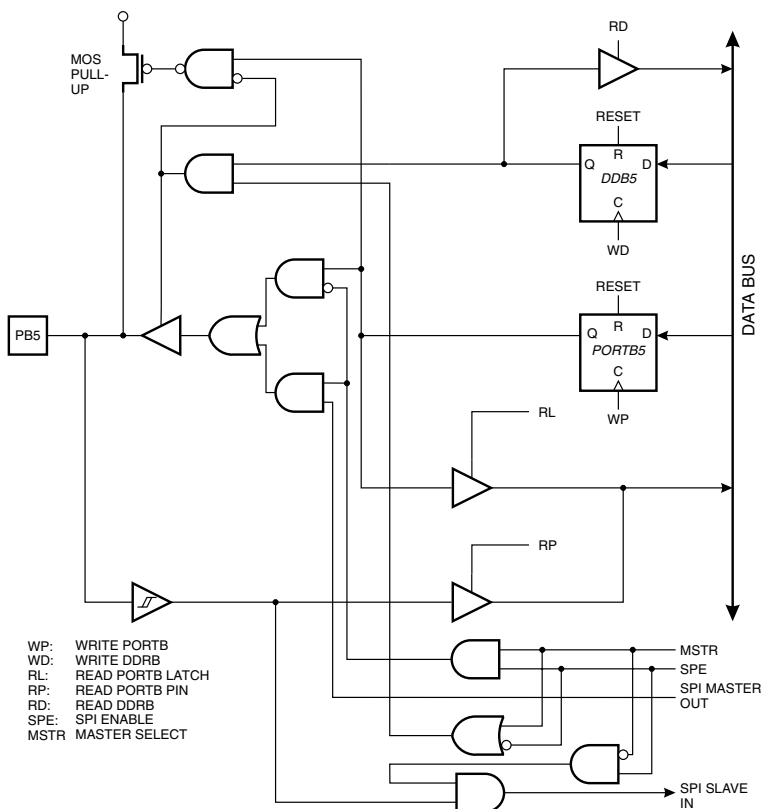 RD
MOS
PULL-
UP
RESET
R
Q
D
DDB5
C
WD
RESET
R
Q
D
PORTB5
C
WP
DATA BUS
PB5
RL
RP
WP: WRITE PORTB
WD: WRITE DDRB
RL: READ PORTB LATCH
RP: READ PORTB PIN
RD: READ DDRB
SPE: SPI ENABLE
MSTR MASTER SELECT
MSTR
SPE
SPI MASTER
OUT
SPI SLAVE
IN